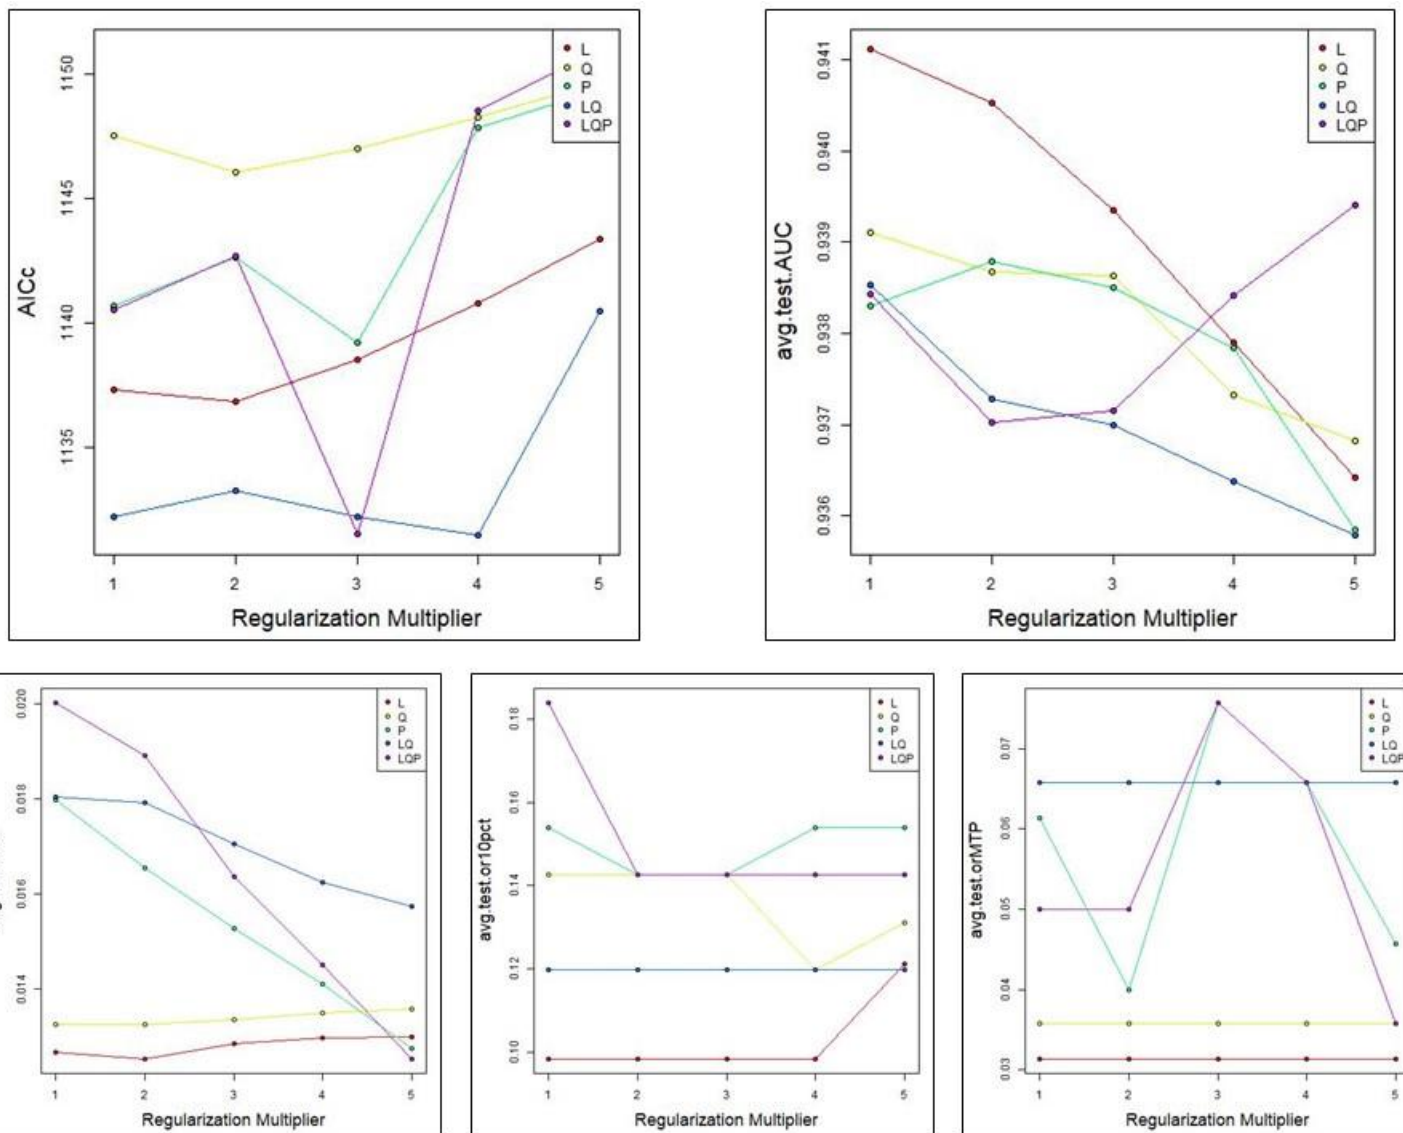 AICc
1150
1145
1140
1135
1 2 3 4 5
Regularization Multiplier
L
Q
P
LQ
LQP
avg.test.AUC
0.941
0.940
0.939
0.938
0.937
0.936
1 2 3 4 5
Regularization Multiplier
L
Q
P
LQ
LQP
0.020
0.018
0.016
0.014
1 2 3 4 5
Regularization Multiplier
L
Q
P
LQ
LQP
avg.test.or10pct
0.18
0.16
0.14
0.12
0.10
1 2 3 4 5
Regularization Multiplier
L
Q
P
LQ
LQP
avg.test.orMTP
0.07
0.06
0.05
0.04
0.03
1 2 3 4 5
Regularization Multiplier
L
Q
P
LQ
LQP